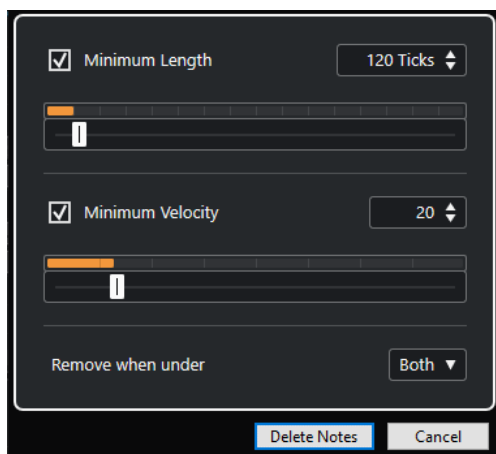 Minimum Length 120 Ticks
Minimum Velocity 20
Remove when under Both
Delete Notes Cancel